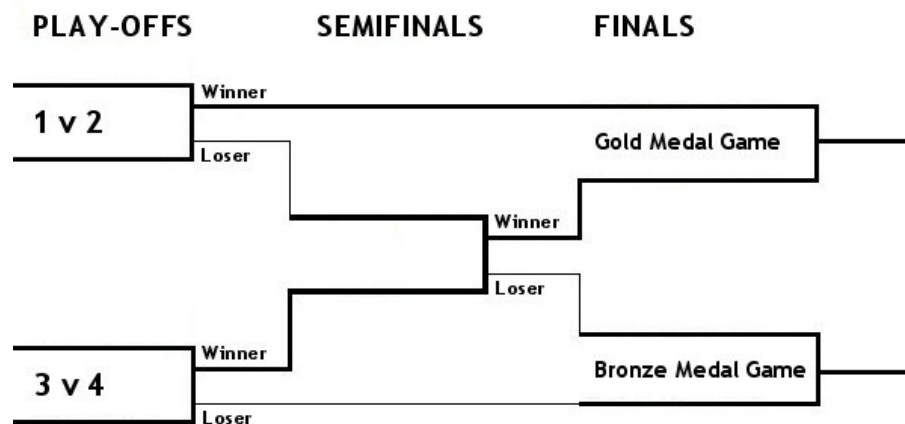 PLAY-OFFS SEMIFINALS FINALS
Winner
1 v 2
Loser
Gold Medal Game
Winner
Loser
Winner
3 v 4
Loser
Bronze Medal Game